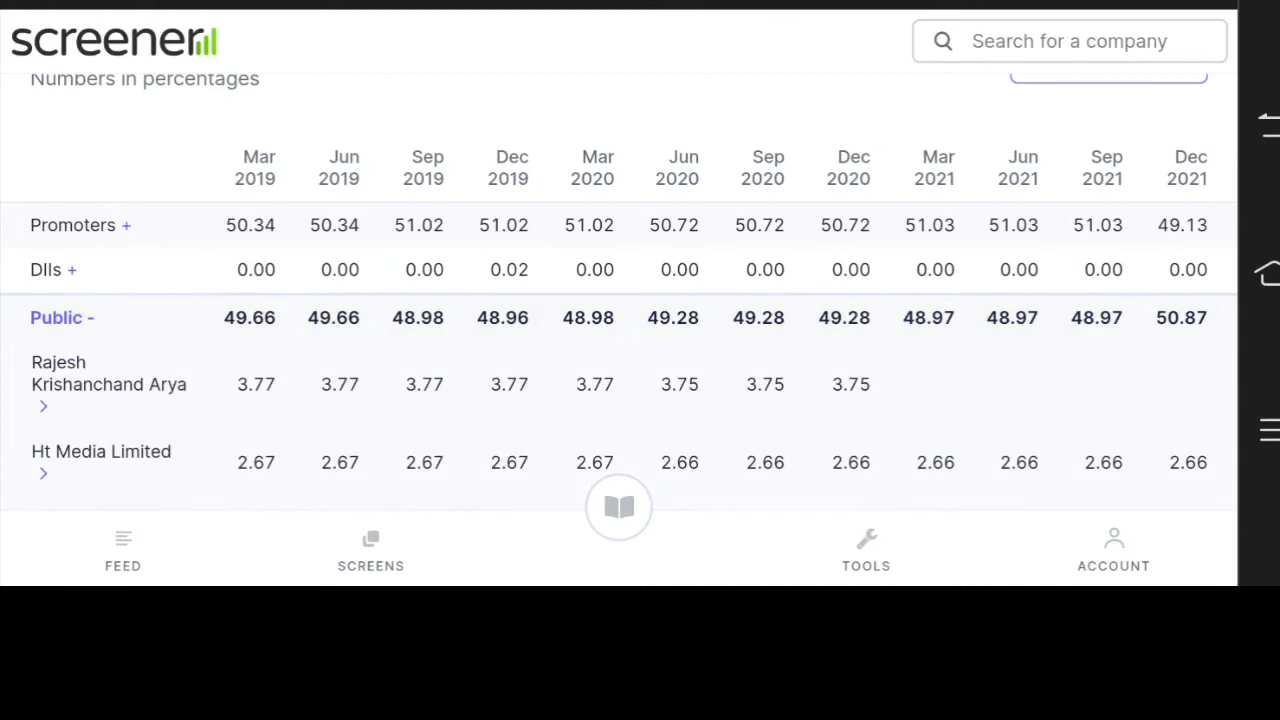 screener
Search for a company
Numbers in percentages
Mar Jun Sep Dec Mar Jun Sep Dec Mar Jun Sep Dec
2019 2019 2019 2019 2020 2020 2020 2020 2021 2021 2021 2021
Promoters + 50.34 50.34 51.02 51.02 51.02 50.72 50.72 50.72 51.03 51.03 51.03 49.13
DIIs + 0.00 0.00 0.00 0.02 0.00 0.00 0.00 0.00 0.00 0.00 0.00 0.00
Public - 49.66 49.66 48.98 48.96 48.98 49.28 49.28 49.28 48.97 48.97 48.97 50.87
Rajesh
Krishanchand Arya 3.77 3.77 3.77 3.77 3.77 3.75 3.75 3.75
Ht Media Limited
2.67 2.67 2.67 2.67 2.67 2.66 2.66 2.66 2.66 2.66 2.66 2.66
FEED SCREENS TOOLS ACCOUNT